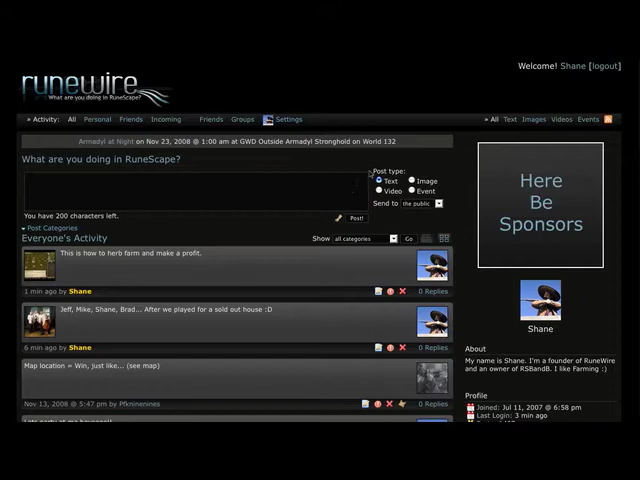 Welcome! Shane [logout]
runewire
What are you doing in RuneScape?
» Activity: All Personal Friends Incoming Friends Groups Settings » All Text Images Videos Events
Armadyl at Night on Nov 23, 2008 @ 1:00 am at GWD Outside Armadyl Stronghold on World 132
What are you doing in RuneScape?
Post type:
Text Image
Video Event
Send to the public
You have 200 characters left.
Post!
Post Categories
Everyone's Activity
Show all categories Go
This is how to herb farm and make a profit.
1 min ago by Shane 0 Replies
Jeff, Mike, Shane, Brad... After we played for a sold out house :D
6 min ago by Shane 0 Replies
Map location = Win, just like... (see map)
Nov 13, 2008 @ 5:47 pm by Pfkninenines 0 Replies
Here
Be
Sponsors
Shane
About
My name is Shane. I'm a founder of RuneWire
and an owner of RSBandB. I like Farming :)
Profile
Joined: Jul 11, 2007 @ 6:58 pm
Last Login: 3 min ago